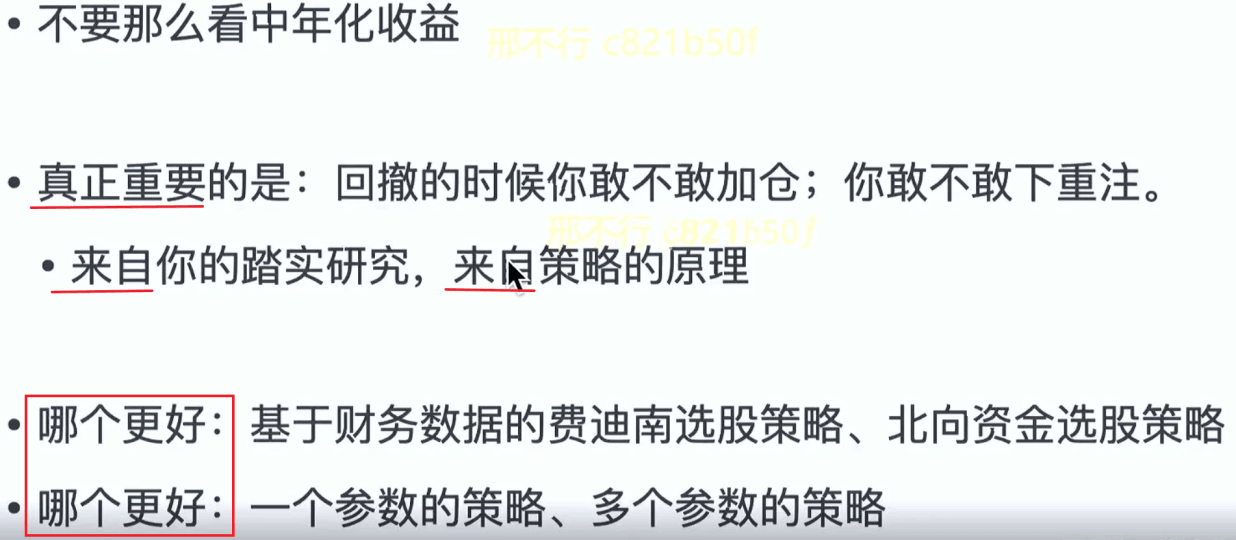 • 不要那么看中年化收益
邢不行 c821b50f
• 真正重要的是：回撤的时候你敢不敢加仓；你敢不敢下重注。
邢不行 c821b50f
• 来自你的踏实研究，来自策略的原理
• 哪个更好：基于财务数据的费迪南选股策略、北向资金选股策略
• 哪个更好：一个参数的策略、多个参数的策略